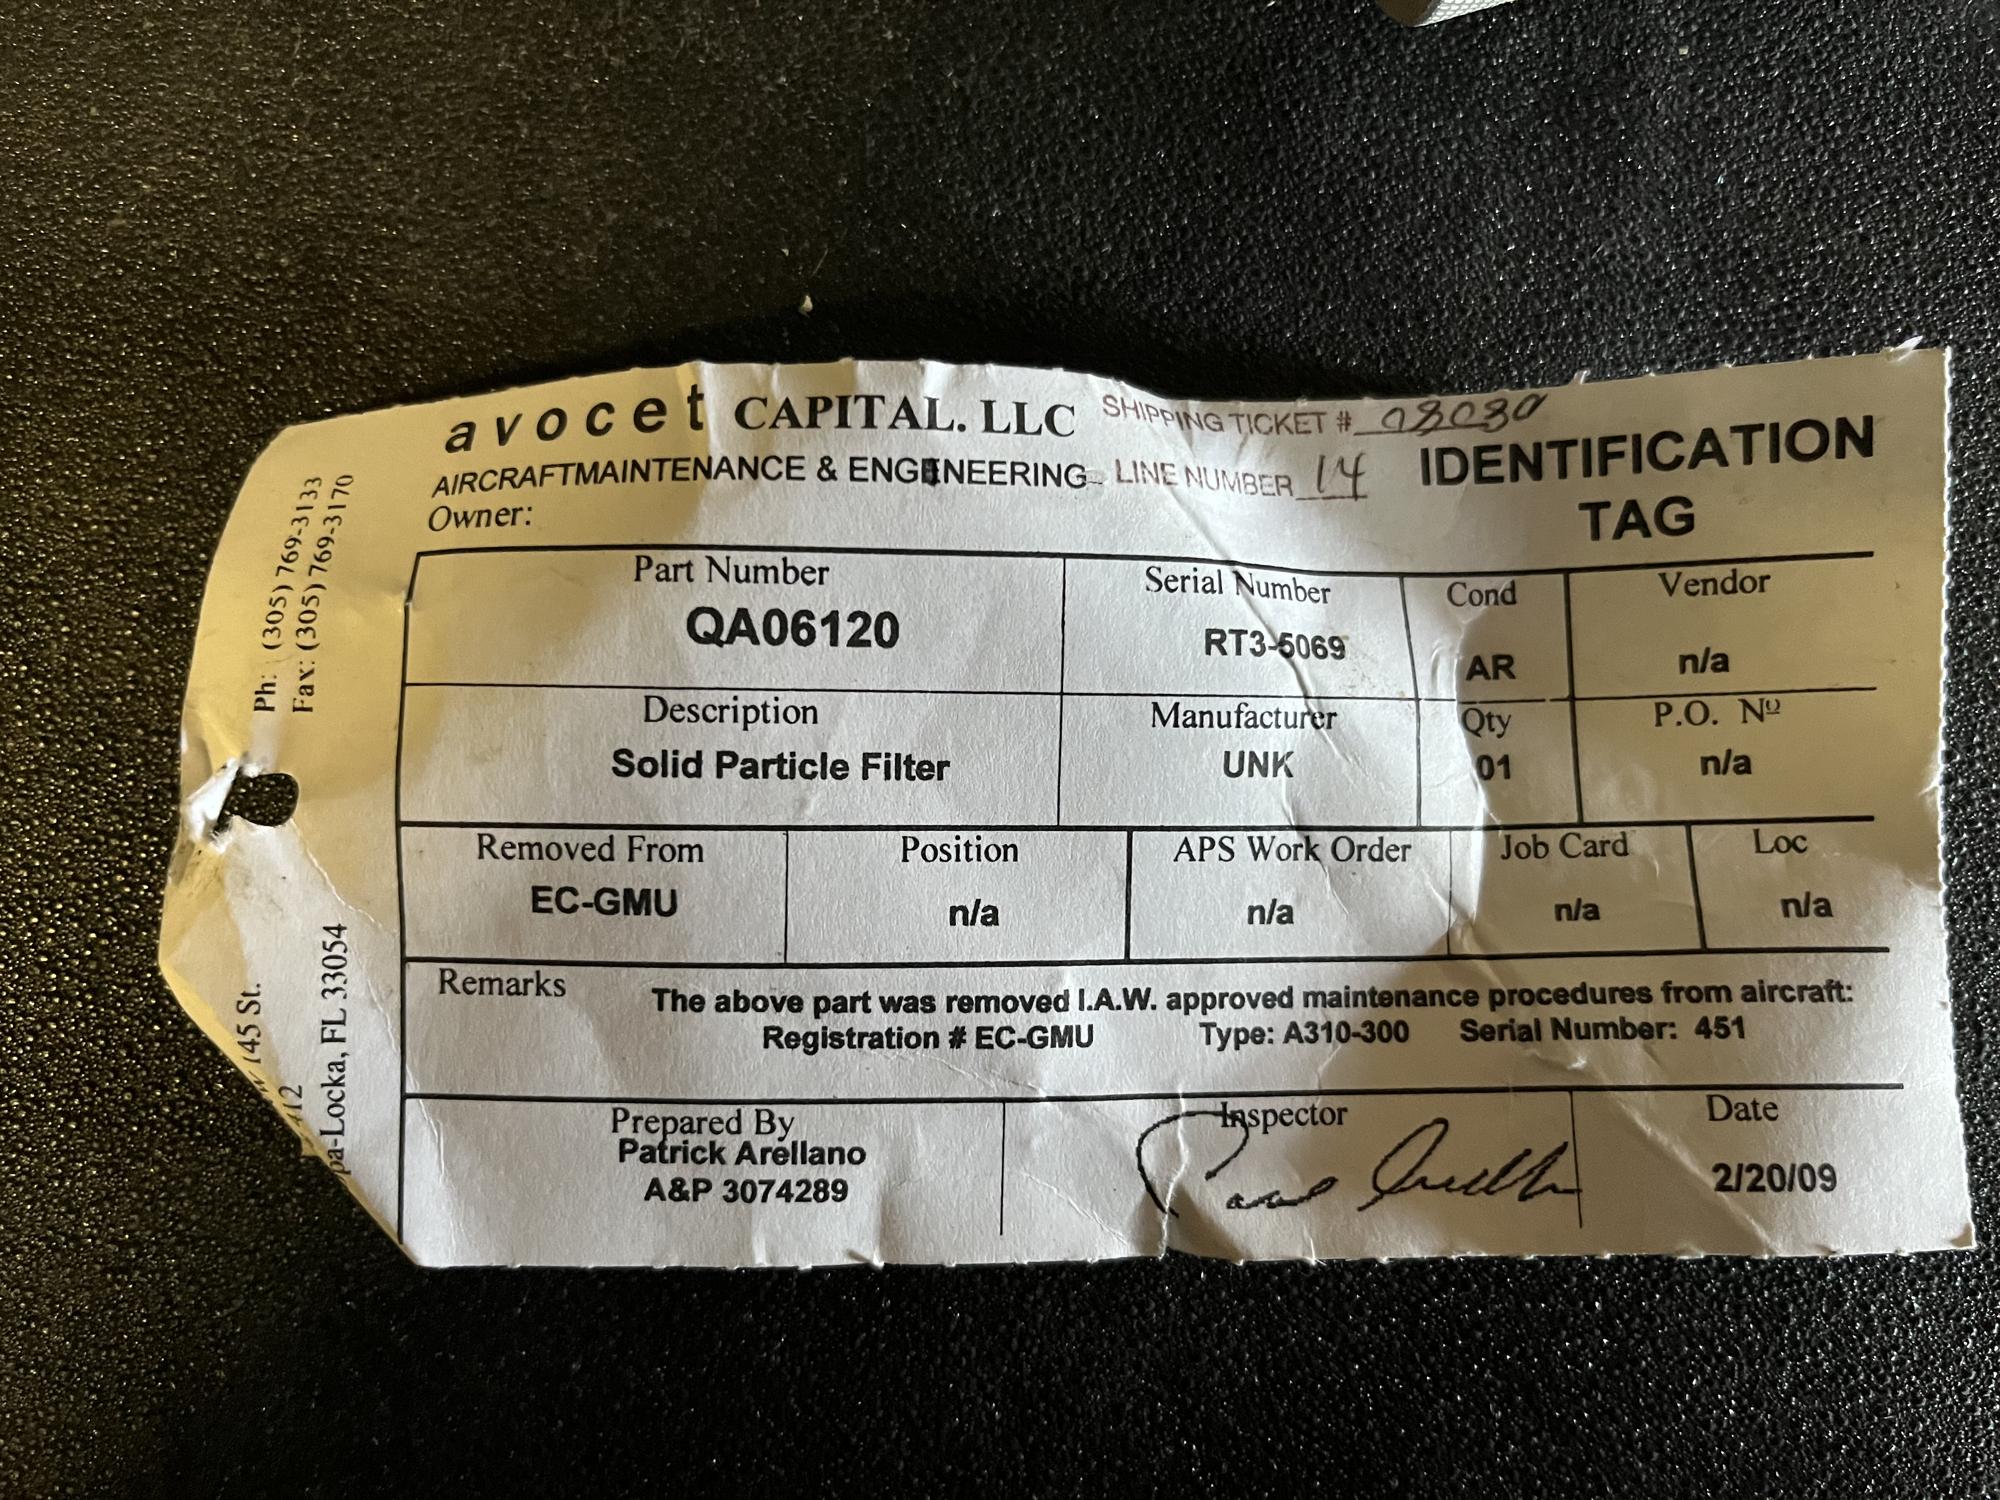 avocet CAPITAL. LLC
SHIPPING TICKET #
AIRCRAFTMAINTENANCE & ENGINEERING
LINE NUMBER 14
IDENTIFICATION
TAG
Owner:
Ph: (305) 769-3133
Fax: (305) 769-3170
145 St.
pa-Locka, FL 33054
Part Number
QA06120
Serial Number
RT3-5069
Cond
AR
Vendor
n/a
Description
Solid Particle Filter
Manufacturer
UNK
Qty
01
P.O. Nº
n/a
Removed From
EC-GMU
Position
n/a
APS Work Order
n/a
Job Card
n/a
Loc
n/a
Remarks
The above part was removed I.A.W. approved maintenance procedures from aircraft:
Registration # EC-GMU Type: A310-300 Serial Number: 451
Prepared By
Patrick Arellano
A&P 3074289
Inspector
Date
2/20/09